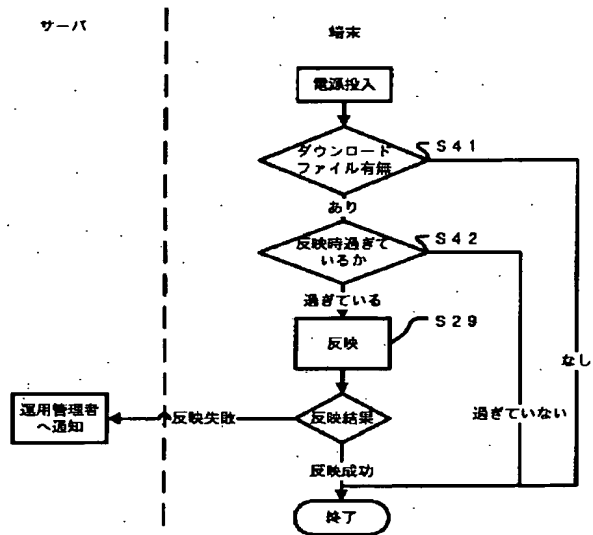 サーバ
端末
電源投入
ダウンロード
ファイル有無
S41
あり
反映時過ぎて
いるか
S42
過ぎている
反映
S29
なし
運用管理者
へ通知
反映失敗
反映結果
過ぎていない
反映成功
終了